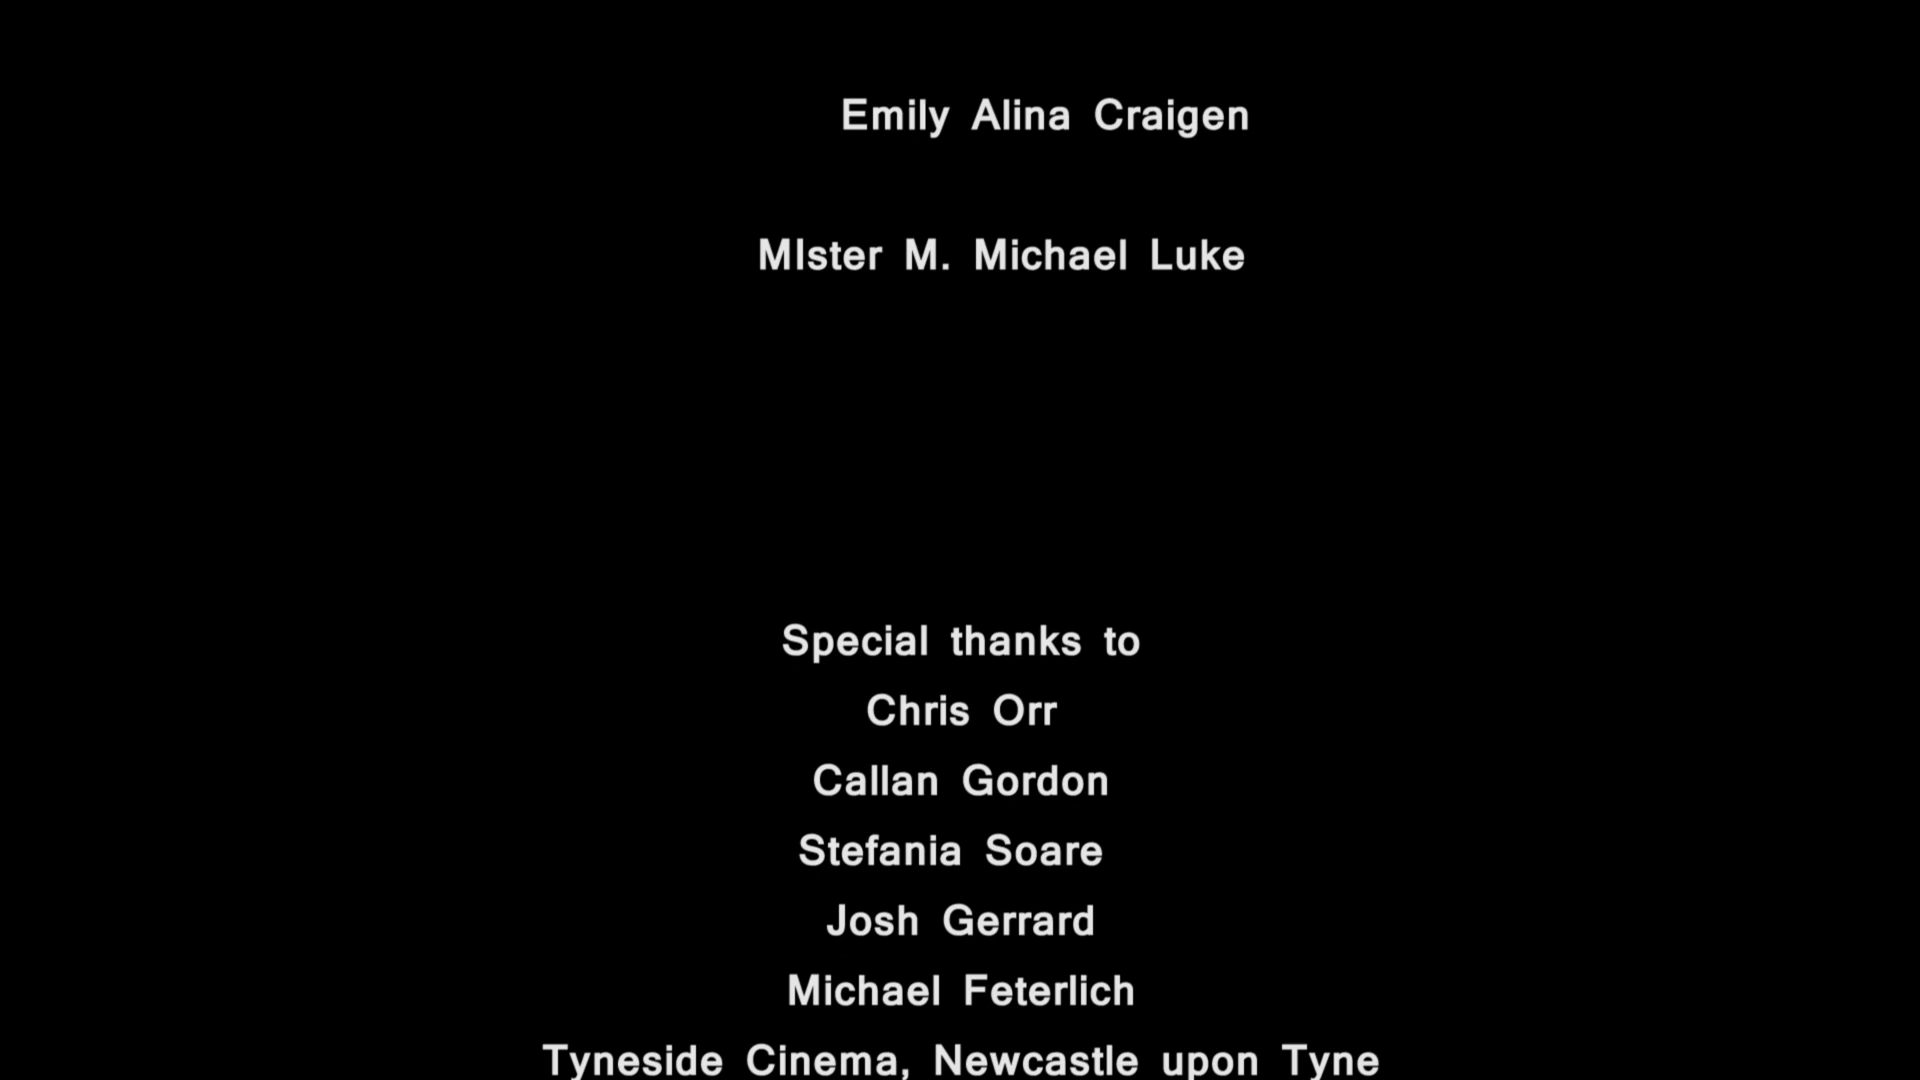 Emily Alina Craigen
MIster M. Michael Luke
Special thanks to
Chris Orr
Callan Gordon
Stefania Soare
Josh Gerrard
Michael Feterlich
Tyneside Cinema, Newcastle upon Tyne